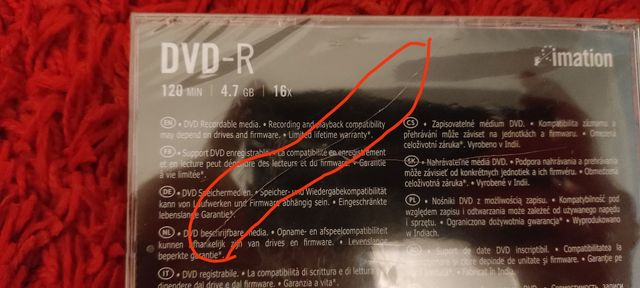 DVD-R
120 MIN | 4.7 GB | 16x
imation
EN • DVD Recordable media. • Recording and playback compatibility
may depend on drives and firmware. • Limited lifetime warranty*.
FR • Support DVD enregistrable. • La compatibilité en enregistrement
et en lecture peut dépendre des lecteurs et du firmware. • Garantie
à vie limitée*.
DE • DVD Speichermedien. • Speicher- und Wiedergabekompatibilität
kann von Laufwerken und Firmware abhängig sein. • Eingeschränkte
lebenslange Garantie*.
NL • DVD beschrijfbare media. • Opname- en afspeelcompatibiliteit
kunnen afhankelijk zijn van drives en firmware. • Levenslange
beperkte garantie*.
IT • DVD registrabile. • La compatibilità di scrittura e di lettura
dipendere dal drive e dal firmware. • Garanzia a vita*.
CS • Zapisovatelné médium DVD. • Kompatibilita záznamu a
přehrávání může záviset na jednotkách a firmwaru. • Omezená
celoživotní záruka*. • Vyrobeno v Indii.
SK • Nahrávateľné médiá DVD. • Podpora nahrávania a prehrávania
môže závisieť od konkrétnych jednotiek a ich firmvéru. Obmedzená
celoživotná záruka*. • Vyrobené v Indii.
PL • Nośniki DVD z możliwością zapisu. • Kompatybilność pod
względem zapisu i odtwarzania może zależeć od używanego napędu
i sprzętu. • Ograniczona dożywotnia gwarancja* • Wyprodukowano
w Indiach.
• Suport de date DVD inscriptibil. • Compatibilitatea la
înregistrare
depinde de unitate și firmware. • Garanție pe
• Fabricat în India.